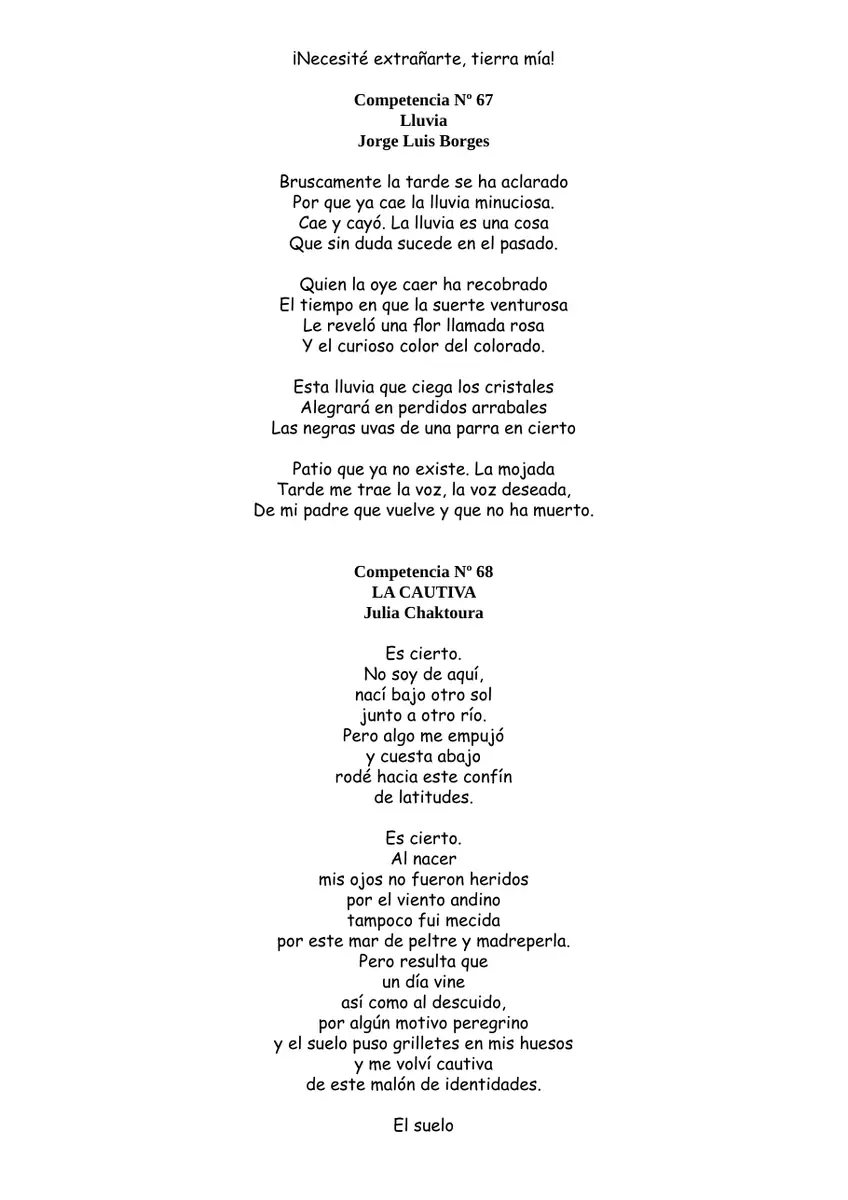 ¡Necesité extrañarte, tierra mía!
Competencia Nº 67
Lluvia
Jorge Luis Borges
Bruscamente la tarde se ha aclarado
Por que ya cae la lluvia minuciosa.
Cae y cayó. La lluvia es una cosa
Que sin duda sucede en el pasado.
Quien la oye caer ha recobrado
El tiempo en que la suerte venturosa
Le reveló una flor llamada rosa
Y el curioso color del colorado.
Esta lluvia que ciega los cristales
Alegrará en perdidos arrabales
Las negras uvas de una parra en cierto
Patio que ya no existe. La mojada
Tarde me trae la voz, la voz deseada,
De mi padre que vuelve y que no ha muerto.
Competencia Nº 68
LA CAUTIVA
Julia Chaktoura
Es cierto.
No soy de aquí,
nací bajo otro sol
junto a otro río.
Pero algo me empujó
y cuesta abajo
rodé hacia este confín
de latitudes.
Es cierto.
Al nacer
mis ojos no fueron heridos
por el viento andino
tampoco fui mecida
por este mar de peltre y madreperla.
Pero resulta que
un día vine
así como al descuido,
por algún motivo peregrino
y el suelo puso grilletes en mis huesos
y me volví cautiva
de este malón de identidades.
El suelo